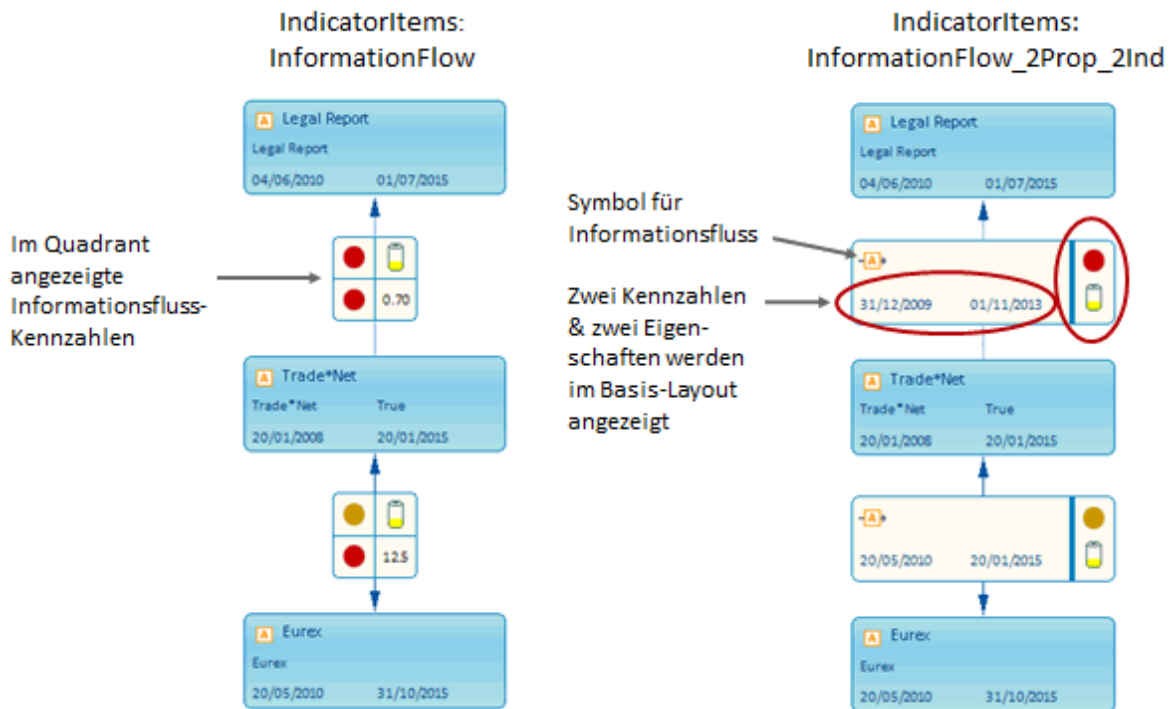 IndicatorItems:
InformationFlow
A Legal Report
Legal Report
04/06/2010 01/07/2015
Im Quadrant
angezeigte
Informationsfluss-
Kennzahlen
0.70
A Trade*Net
Trade*Net True
20/01/2008 20/01/2015
12.5
A Eurex
Eurex
20/05/2010 31/10/2015
IndicatorItems:
InformationFlow_2Prop_2Ind
A Legal Report
Legal Report
04/06/2010 01/07/2015
Symbol für
Informationsfluss
A
Zwei Kennzahlen
& zwei Eigen-
schaften werden
im Basis-Layout
angezeigt
31/12/2009 01/11/2013
A Trade*Net
Trade*Net True
20/01/2008 20/01/2015
A
20/05/2010 20/01/2015
A Eurex
Eurex
20/05/2010 31/10/2015